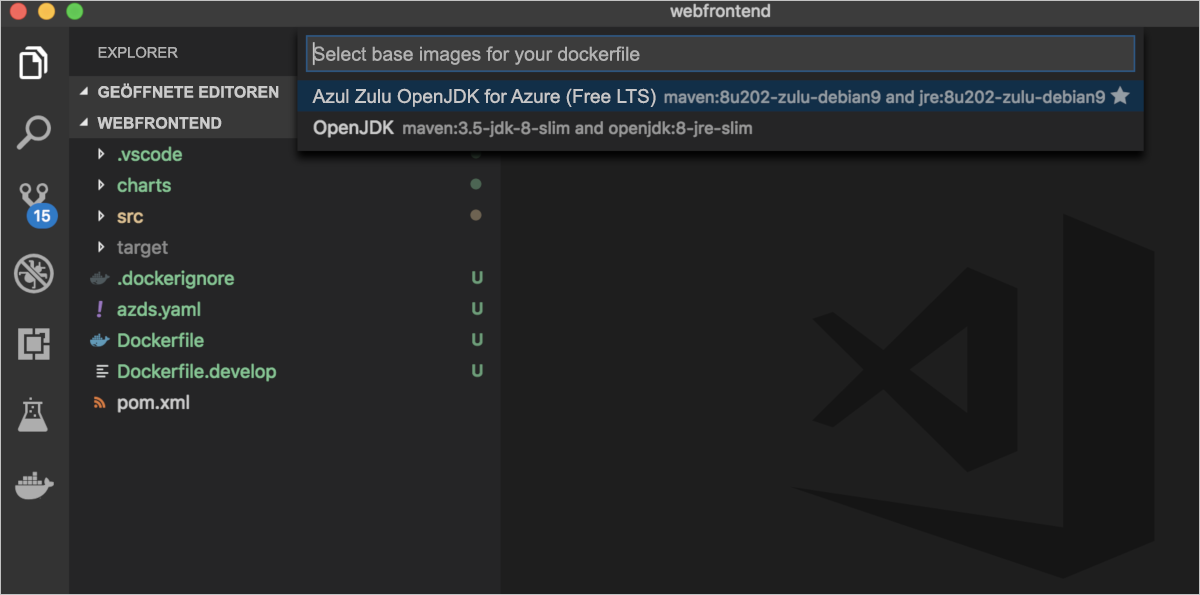 webfrontend
EXPLORER
Select base images for your dockerfile
GEÖFFNETE EDITOREN
Azul Zulu OpenJDK for Azure (Free LTS) maven:8u202-zulu-debian9 and jre:8u202-zulu-debian9
WEBFRONTEND
OpenJDK maven:3.5-jdk-8-slim and openjdk:8-jre-slim
.vscode
charts
src
15
target
.dockerignore U
azds.yaml U
Dockerfile U
Dockerfile.develop U
pom.xml